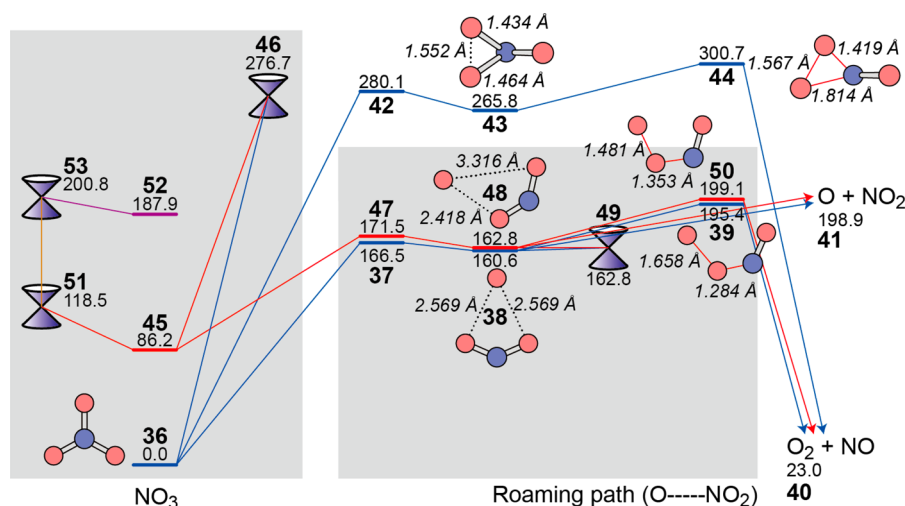 46
276.7
1.434 Å
1.552 Å
1.464 Å
280.1
42
265.8
43
300.7
44
1.567
1.419
1.814 Å
53
200.8
52
187.9
51
118.5
45
86.2
36
0.0
NO3
47
171.5
166.5
37
3.316 Å
48
2.418 Å
162.8
160.6
2.569 Å
38
2.569 Å
49
162.8
1.481 Å
1.353 Å
50
199.1
195.4
39
1.658 Å
1.284 Å
O + NO2
198.9
41
O2 + NO
23.0
40
Roaming path (O-----NO2)